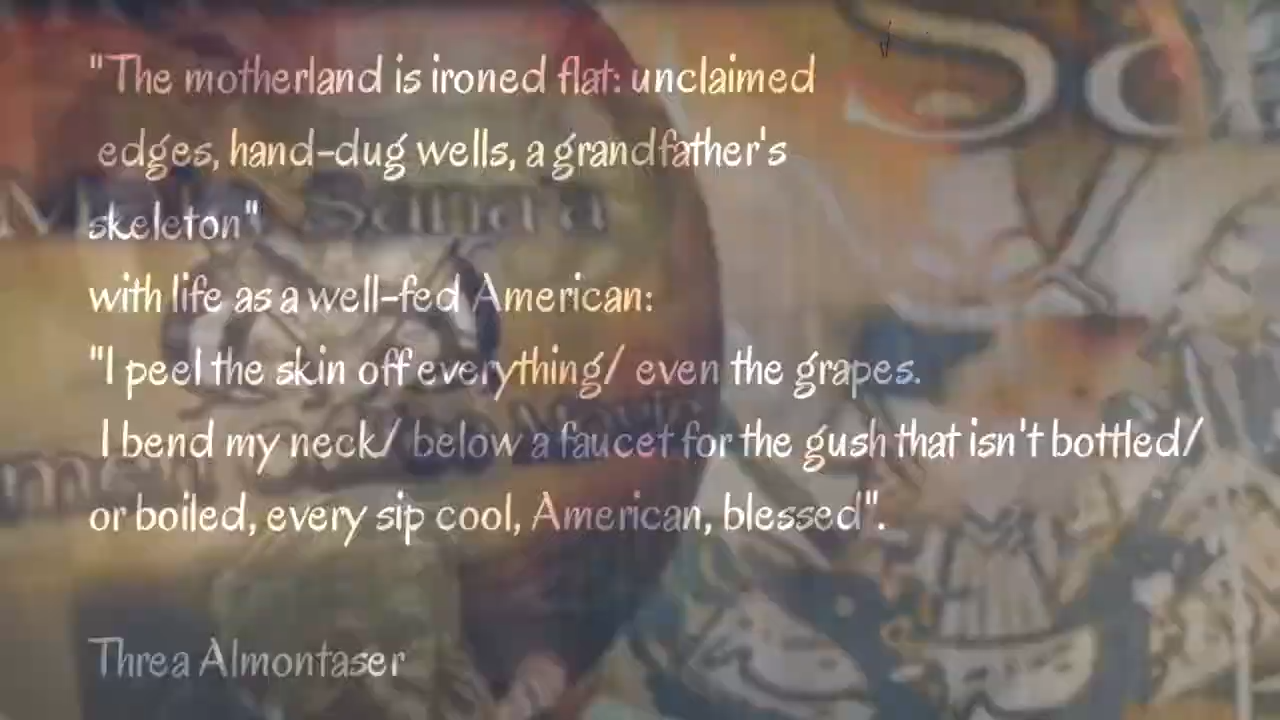 "The motherland is ironed flat: unclaimed
edges, hand-dug wells, a grandfather's
skeleton"
with life as a well-fed American:
"I peel the skin off everything/ even the grapes.
I bend my neck/ below a faucet for the gush that isn't bottled/
or boiled, every sip cool, American, blessed".
Threa Almontaser